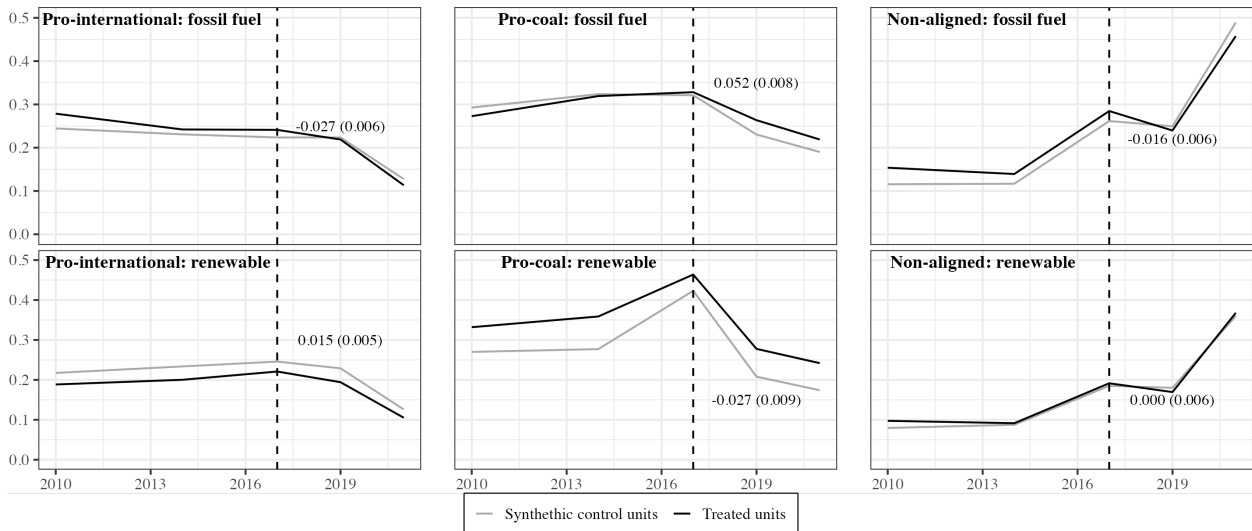 Pro-international: fossil fuel
Pro-coal: fossil fuel
Non-aligned: fossil fuel
0.5
0.4
0.3
0.2
0.1
0.0
-0.027 (0.006)
0.052 (0.008)
-0.016 (0.006)
Pro-international: renewable
Pro-coal: renewable
Non-aligned: renewable
0.5
0.4
0.3
0.2
0.1
0.0
0.015 (0.005)
-0.027 (0.009)
0.000 (0.006)
2010 2013 2016 2019 2010 2013 2016 2019 2010 2013 2016 2019
Synthethic control units Treated units